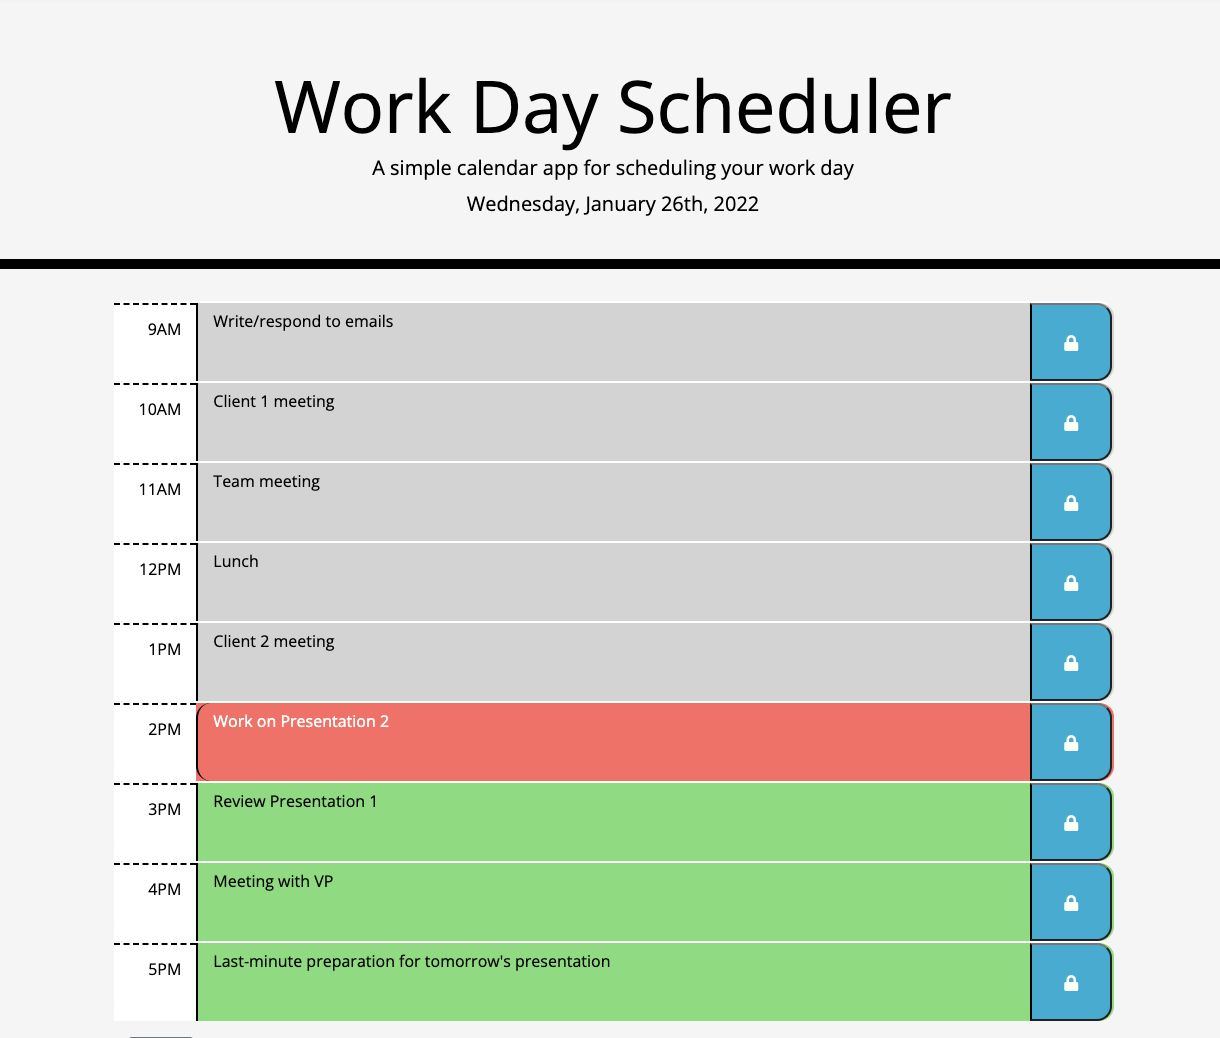 Work Day Scheduler
A simple calendar app for scheduling your work day
Wednesday, January 26th, 2022
9AM Write/respond to emails
10AM Client 1 meeting
11AM Team meeting
12PM Lunch
1PM Client 2 meeting
2PM Work on Presentation 2
3PM Review Presentation 1
4PM Meeting with VP
5PM Last-minute preparation for tomorrow's presentation